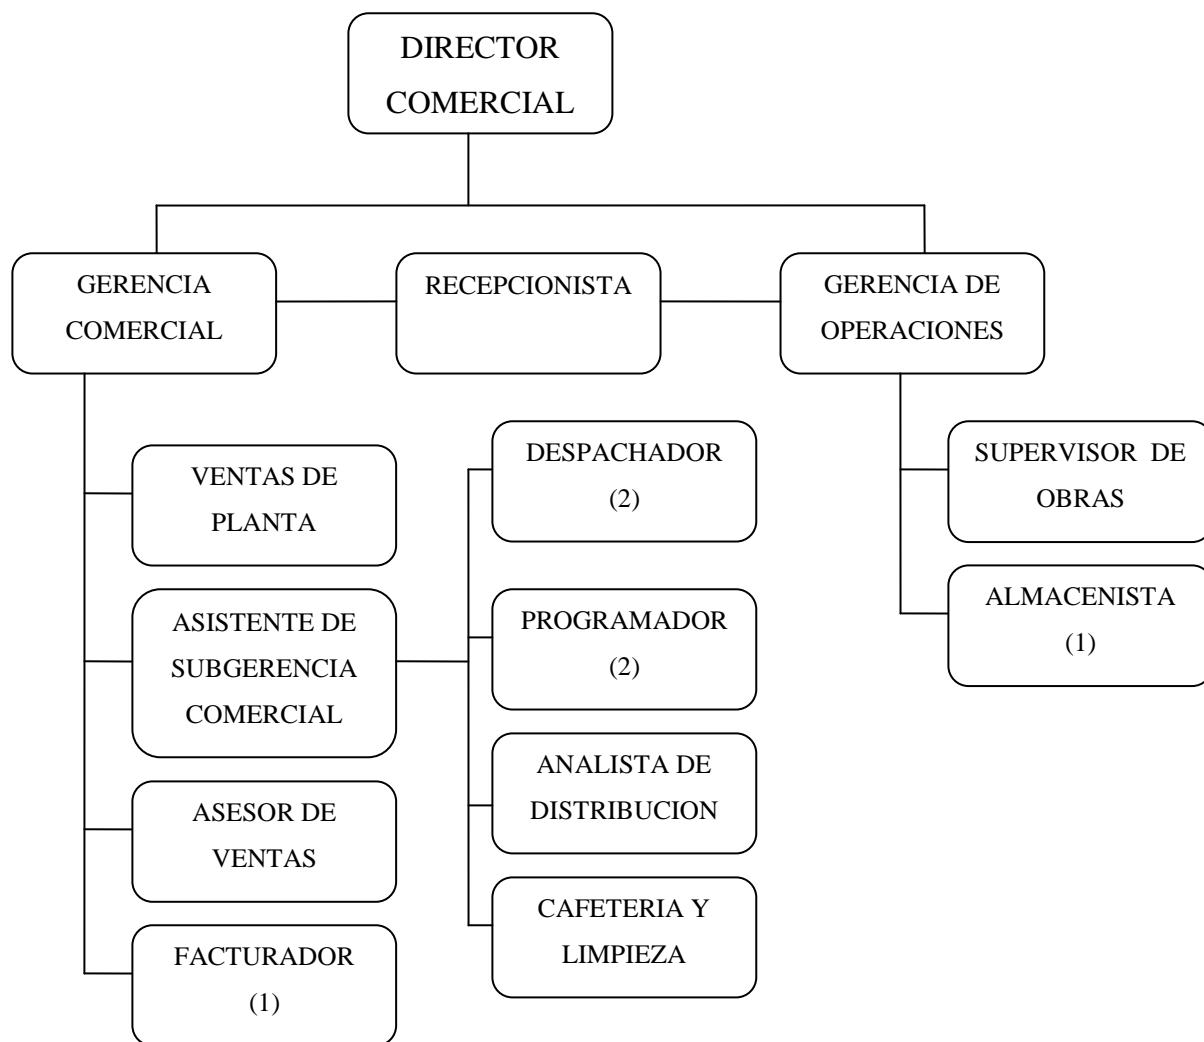 DIRECTOR
COMERCIAL
GERENCIA
COMERCIAL
RECEPCIONISTA
GERENCIA DE
OPERACIONES
VENTAS DE
PLANTA
ASISTENTE DE
SUBGERENCIA
COMERCIAL
ASESOR DE
VENTAS
FACTURADOR
(1)
DESPACHADOR
(2)
PROGRAMADOR
(2)
ANALISTA DE
DISTRIBUCION
CAFETERIA Y
LIMPIEZA
SUPERVISOR  DE
OBRAS
ALMACENISTA
(1)